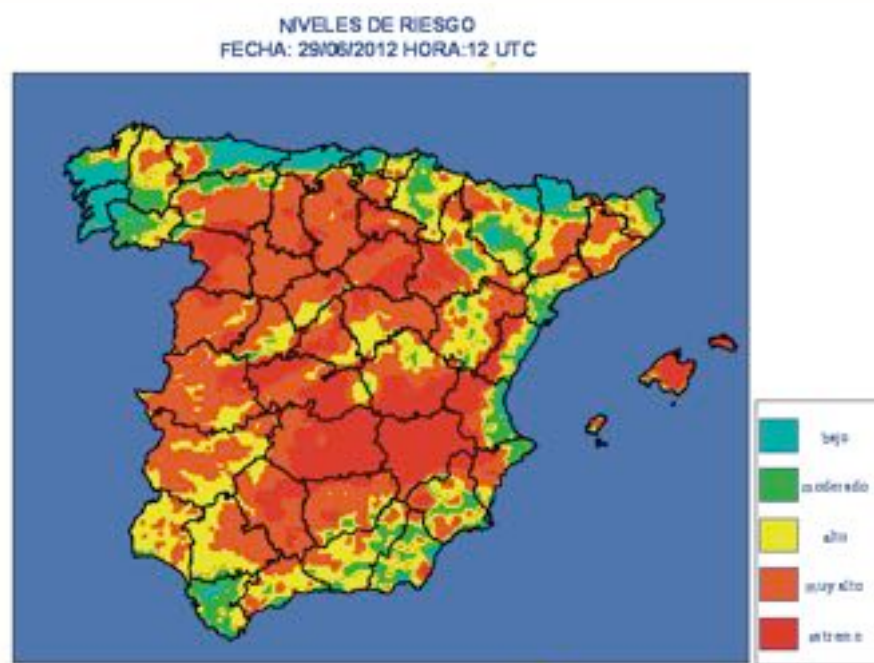 NIVELES DE RIESGO
FECHA: 29/06/2012 HORA:12 UTC
bajo
moderado
alto
muy alto
extremo